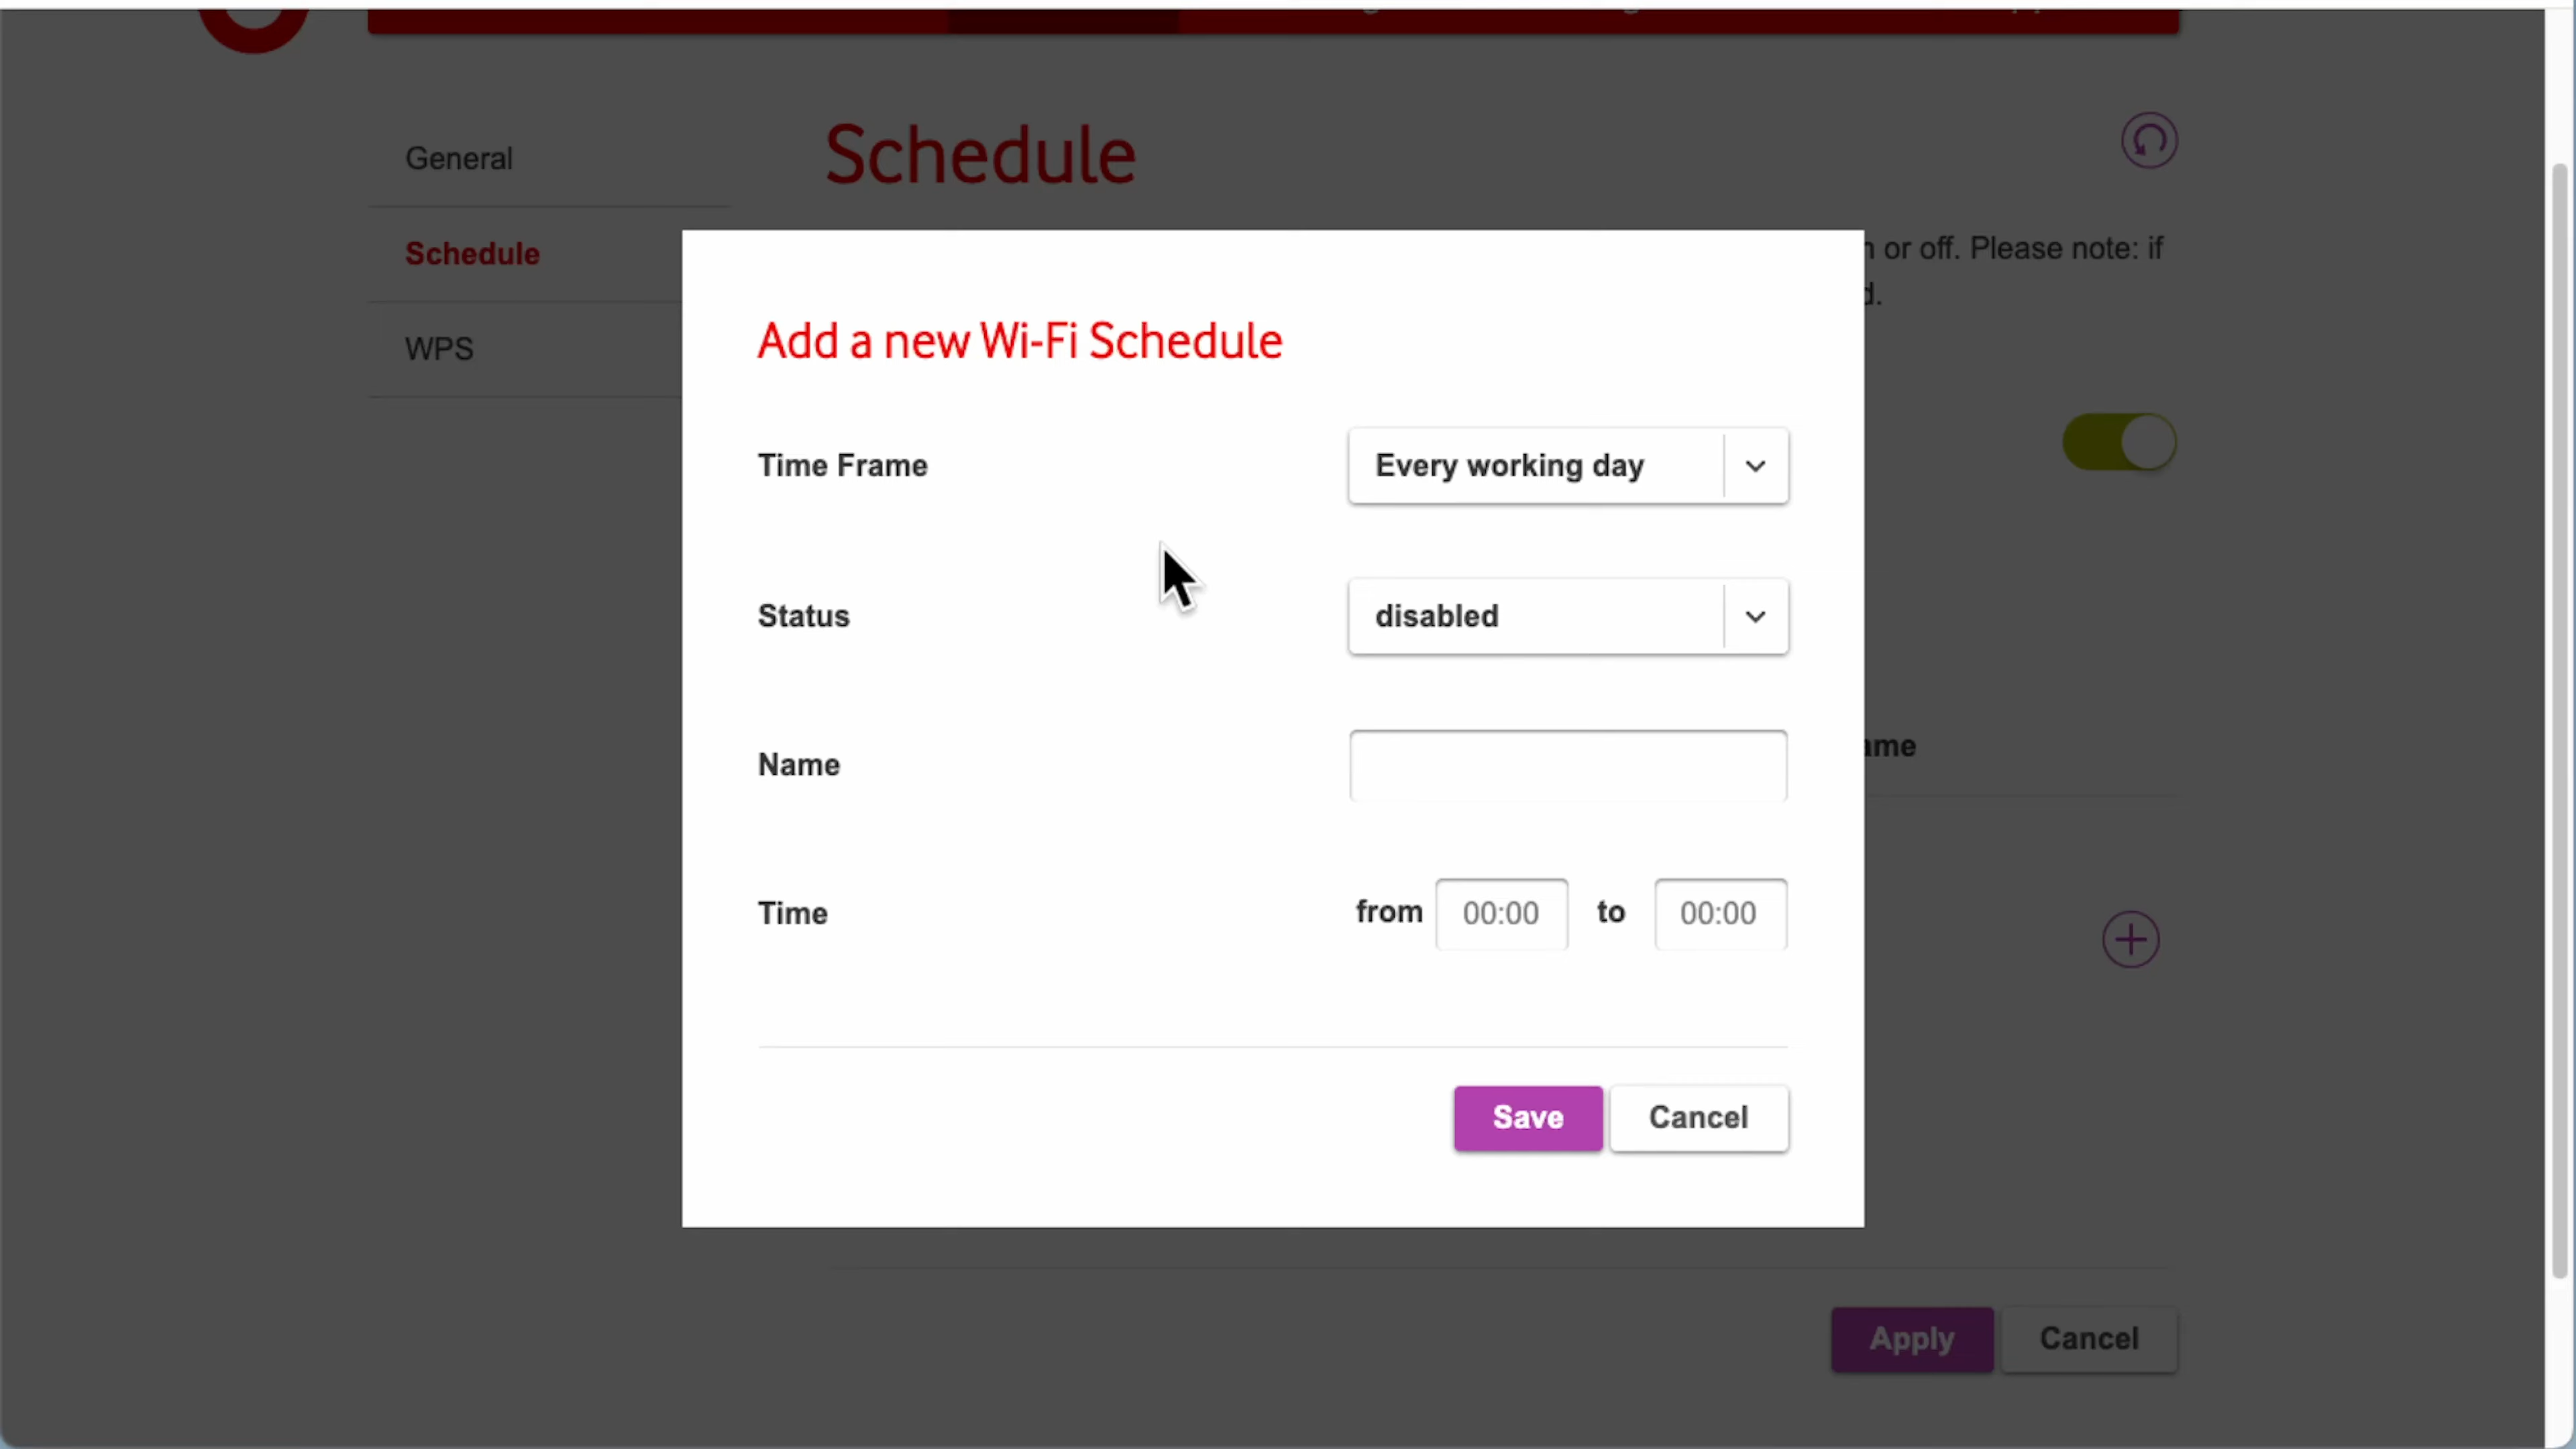 Schedule
General
Schedule
WPS
or off. Please note: if
Add a new Wi-Fi Schedule
Time Frame
Every working day
Status
disabled
Name
Time
from 00:00 to 00:00
Save
Cancel
Apply
Cancel